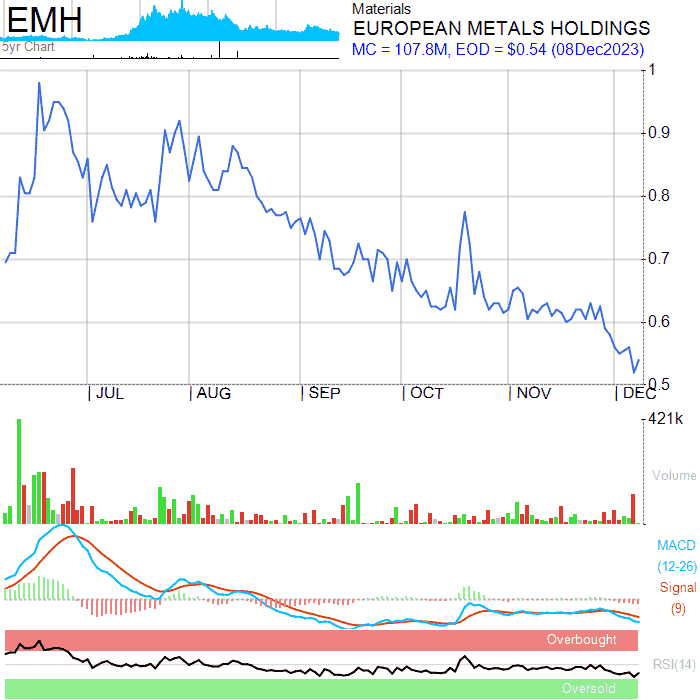 EMH
5yr Chart
Materials
EUROPEAN METALS HOLDINGS
MC = 107.8M, EOD = $0.54 (08Dec2023)
1
0.9
0.8
0.7
0.6
0.5
JUL AUG SEP OCT NOV DEC
421k
Volume
MACD
(12-26)
Signal
(9)
Overbought
RSI(14)
Oversold